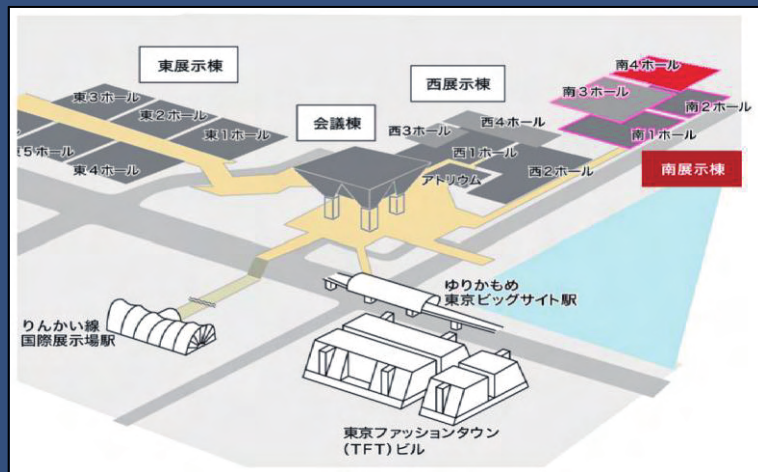 東展示棟
会議棟
西展示棟
南4ホール
南3ホール
南2ホール
南1ホール
南展示棟
東3ホール
東2ホール
東1ホール
東5ホール
東4ホール
西3ホール
西4ホール
西1ホール
西2ホール
アトリウム
ゆりかもめ
東京ビッグサイト駅
りんかい線
国際展示場駅
東京ファッションタウン
(TFT)ビル